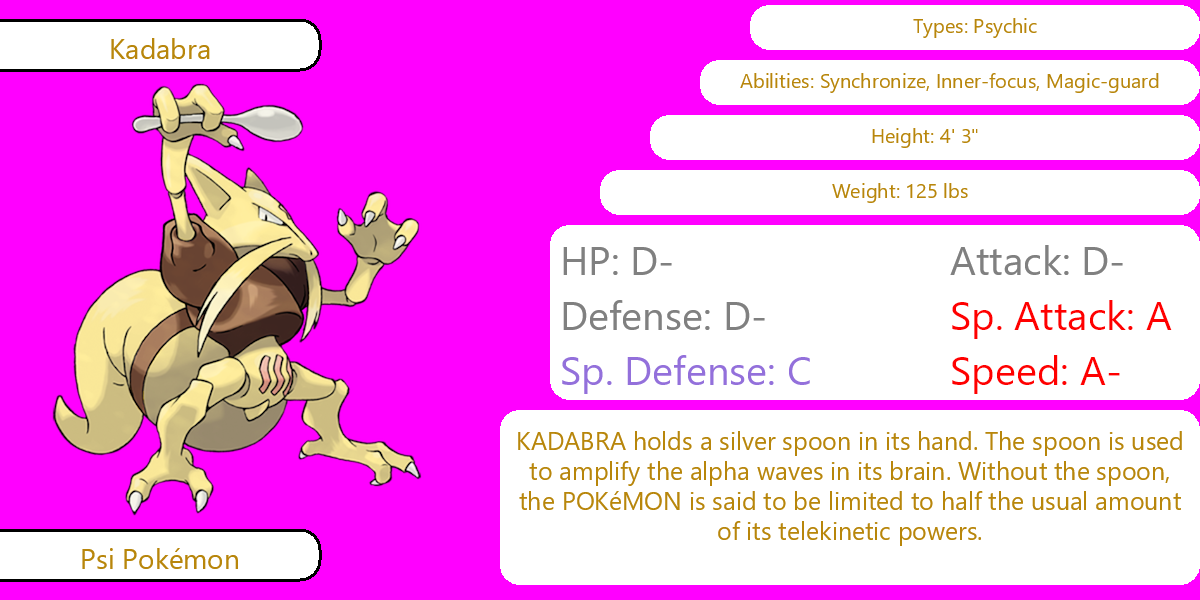 Kadabra
Types: Psychic
Abilities: Synchronize, Inner-focus, Magic-guard
Height: 4' 3"
Weight: 125 lbs
HP: D-
Attack: D-
Defense: D-
Sp. Attack: A
Sp. Defense: C
Speed: A-
KADABRA holds a silver spoon in its hand. The spoon is used
to amplify the alpha waves in its brain. Without the spoon,
the POKéMON is said to be limited to half the usual amount
of its telekinetic powers.
Psi Pokémon